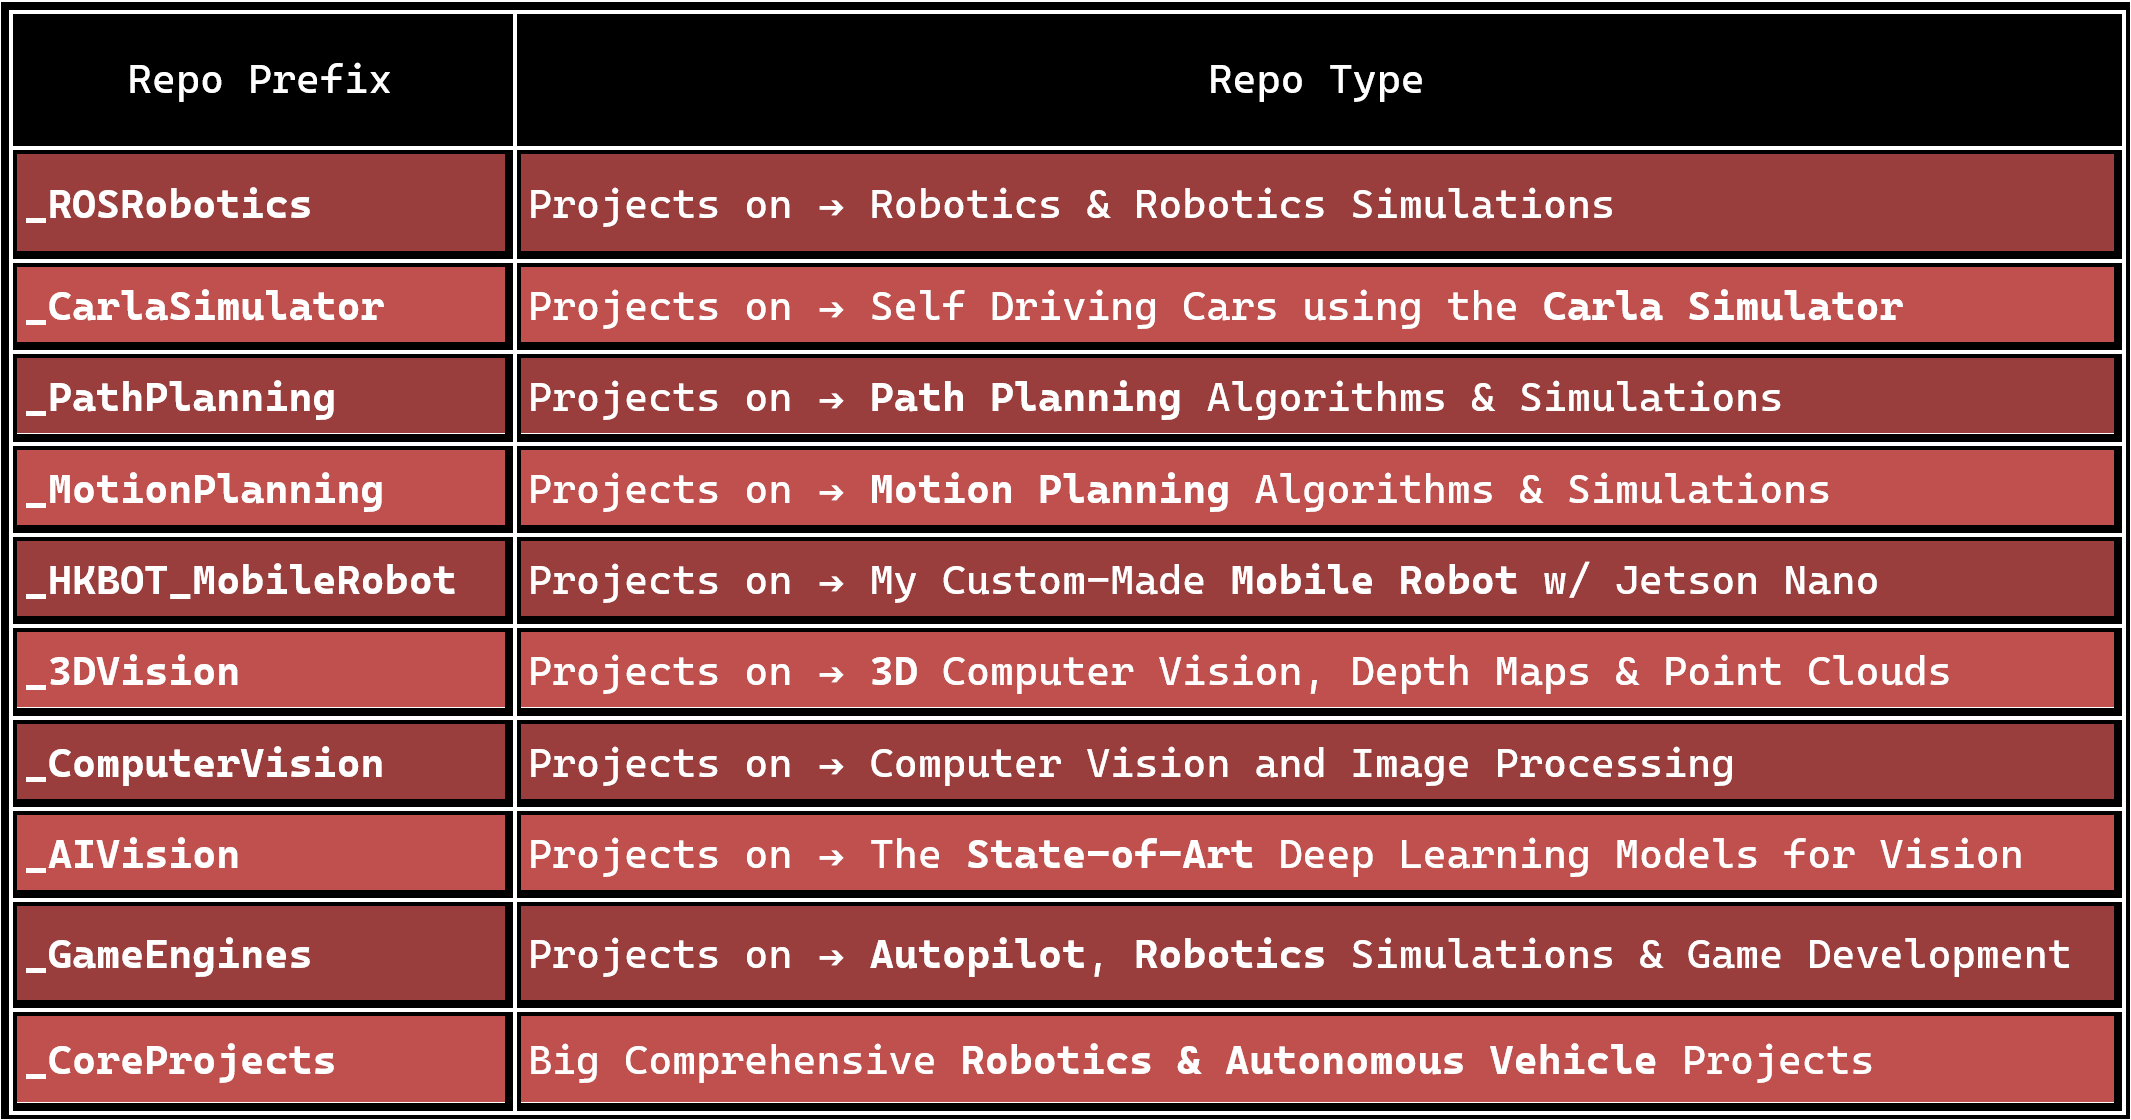 Repo Prefix Repo Type
_ROSRobotics Projects on → Robotics & Robotics Simulations
_CarlaSimulator Projects on → Self Driving Cars using the Carla Simulator
_PathPlanning Projects on → Path Planning Algorithms & Simulations
_MotionPlanning Projects on → Motion Planning Algorithms & Simulations
_HKBOT_MobileRobot Projects on → My Custom-Made Mobile Robot w/ Jetson Nano
_3DVision Projects on → 3D Computer Vision, Depth Maps & Point Clouds
_ComputerVision Projects on → Computer Vision and Image Processing
_AIVision Projects on → The State-of-Art Deep Learning Models for Vision
_GameEngines Projects on → Autopilot, Robotics Simulations & Game Development
_CoreProjects Big Comprehensive Robotics & Autonomous Vehicle Projects